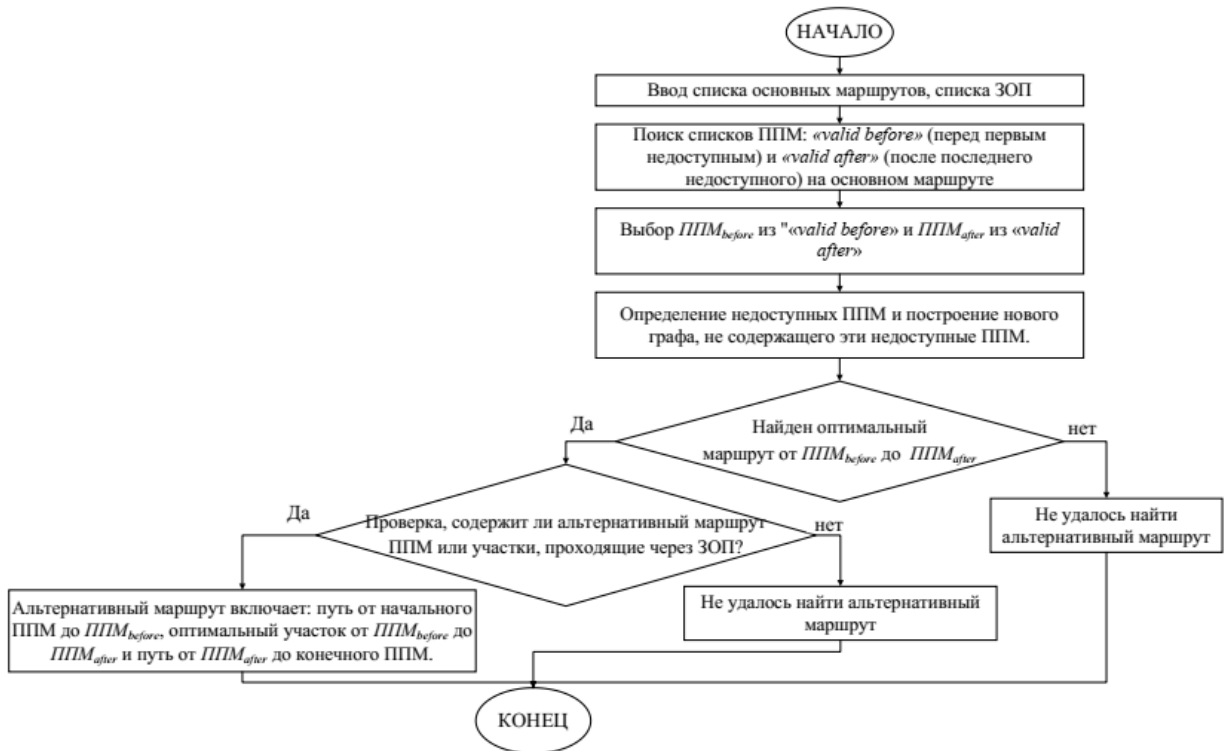 НАЧАЛО
Ввод списка основных маршрутов, списка ЗОП
Поиск списков ППМ: «valid before» (перед первым
недоступным) и «valid after» (после последнего
недоступного) на основном маршруте
Выбор ППМbefore из "«valid before» и ППМafter из «valid
after»
Определение недоступных ППМ и построение нового
графа, не содержащего эти недоступные ППМ.
Да
Найден оптимальный
маршрут от ППМbefore до ППМafter
нет
Да
Проверка, содержит ли альтернативный маршрут
ППМ или участки, проходящие через ЗОП?
нет
Не удалось найти
альтернативный маршрут
Альтернативный маршрут включает: путь от начального
ППМ до ППМbefore, оптимальный участок от ППМbefore до
ППМafter и путь от ППМafter до конечного ППМ.
Не удалось найти альтернативный
маршрут
КОНЕЦ